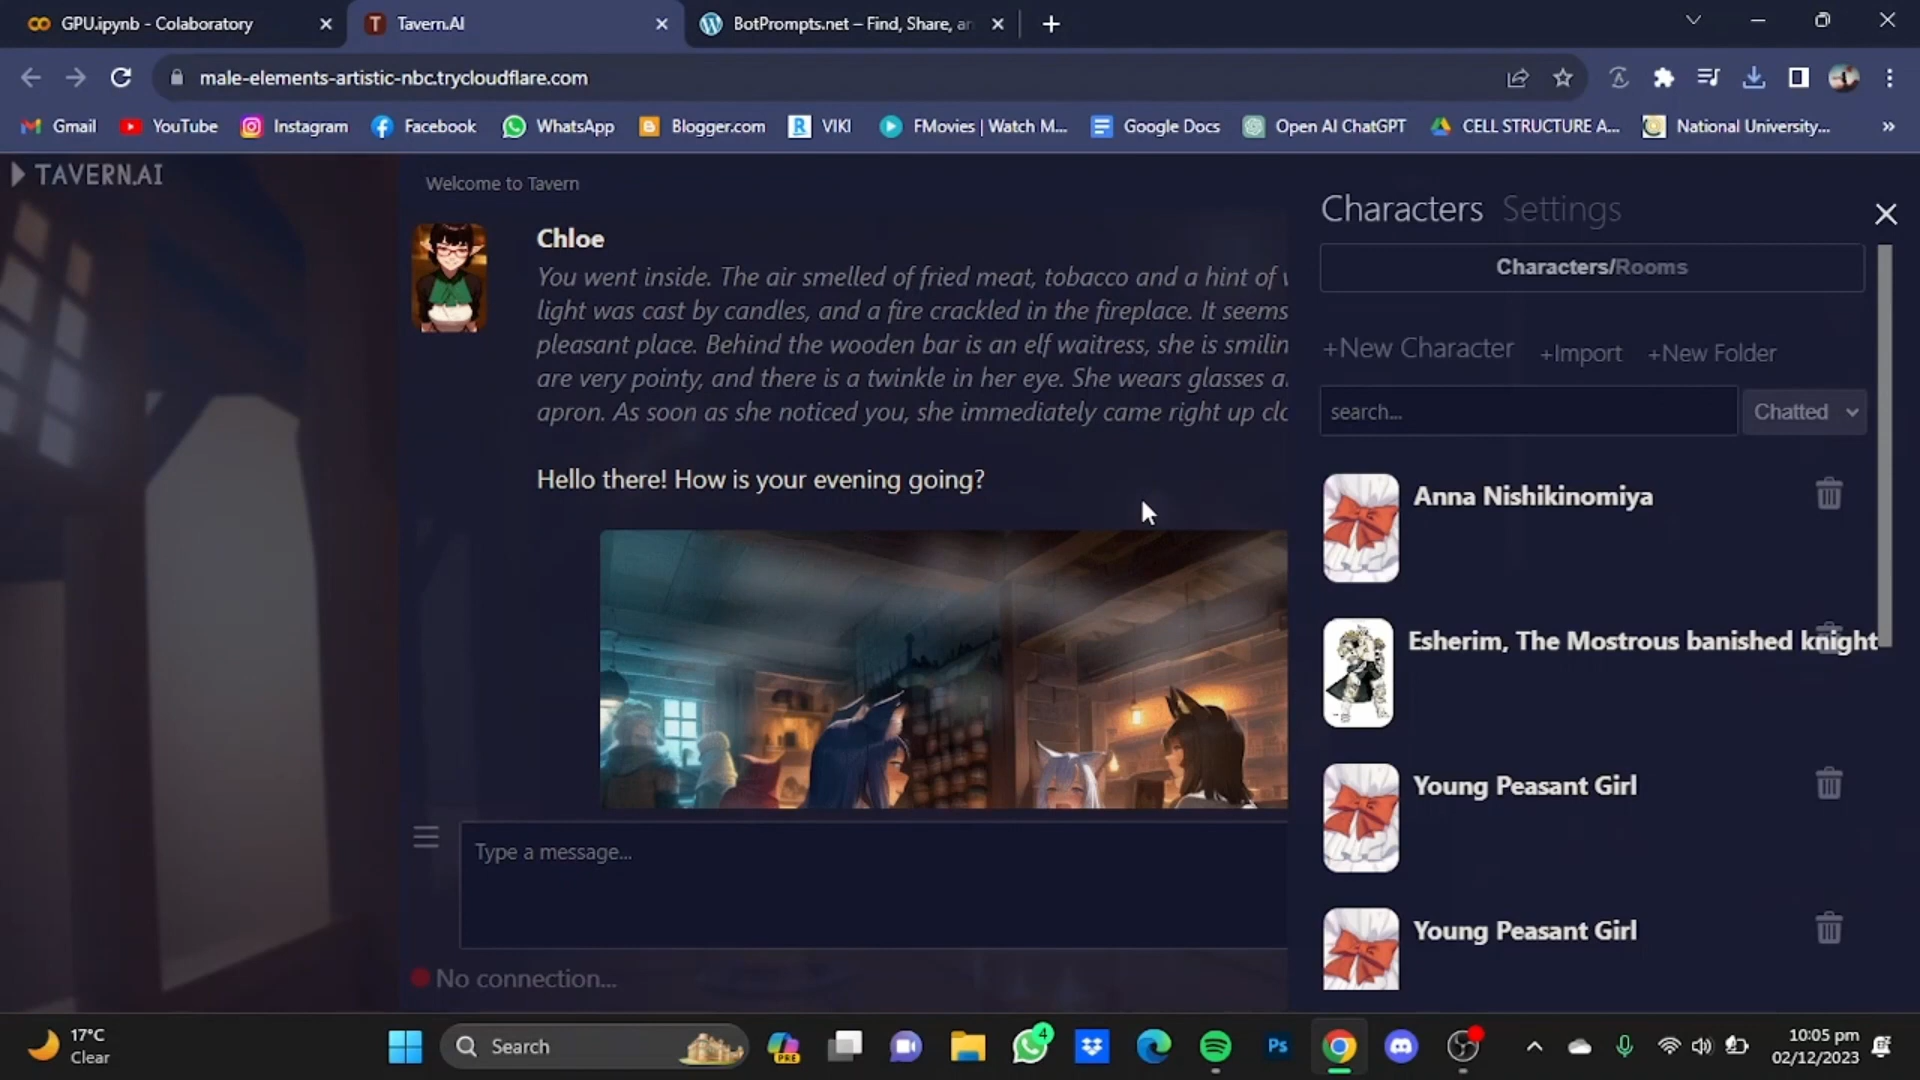 GPU.ipynb - Colaboratory
Tavern.AI
BotPrompts.net – Find, Share, an
male-elements-artistic-nbc.trycloudflare.com
Gmail
YouTube
Instagram
Facebook
WhatsApp
Blogger.com
VIKI
FMovies | Watch M...
Google Docs
Open AI ChatGPT
CELL STRUCTURE A...
National University...
»
TAVERN.AI
Welcome to Tavern
Chloe
You went inside. The air smelled of fried meat, tobacco and a hint of
light was cast by candles, and a fire crackled in the fireplace. It seems
pleasant place. Behind the wooden bar is an elf waitress, she is smilin
are very pointy, and there is a twinkle in her eye. She wears glasses a
apron. As soon as she noticed you, she immediately came right up clo
Hello there! How is your evening going?
Type a message...
No connection...
Characters Settings
Characters/Rooms
+New Character +Import +New Folder
search...
Chatted
Anna Nishikinomiya
Esherim, The Mostrous banished knight
Young Peasant Girl
Young Peasant Girl
17°C
Clear
Search
PRE
4
Ps
10:05 pm
02/12/2023